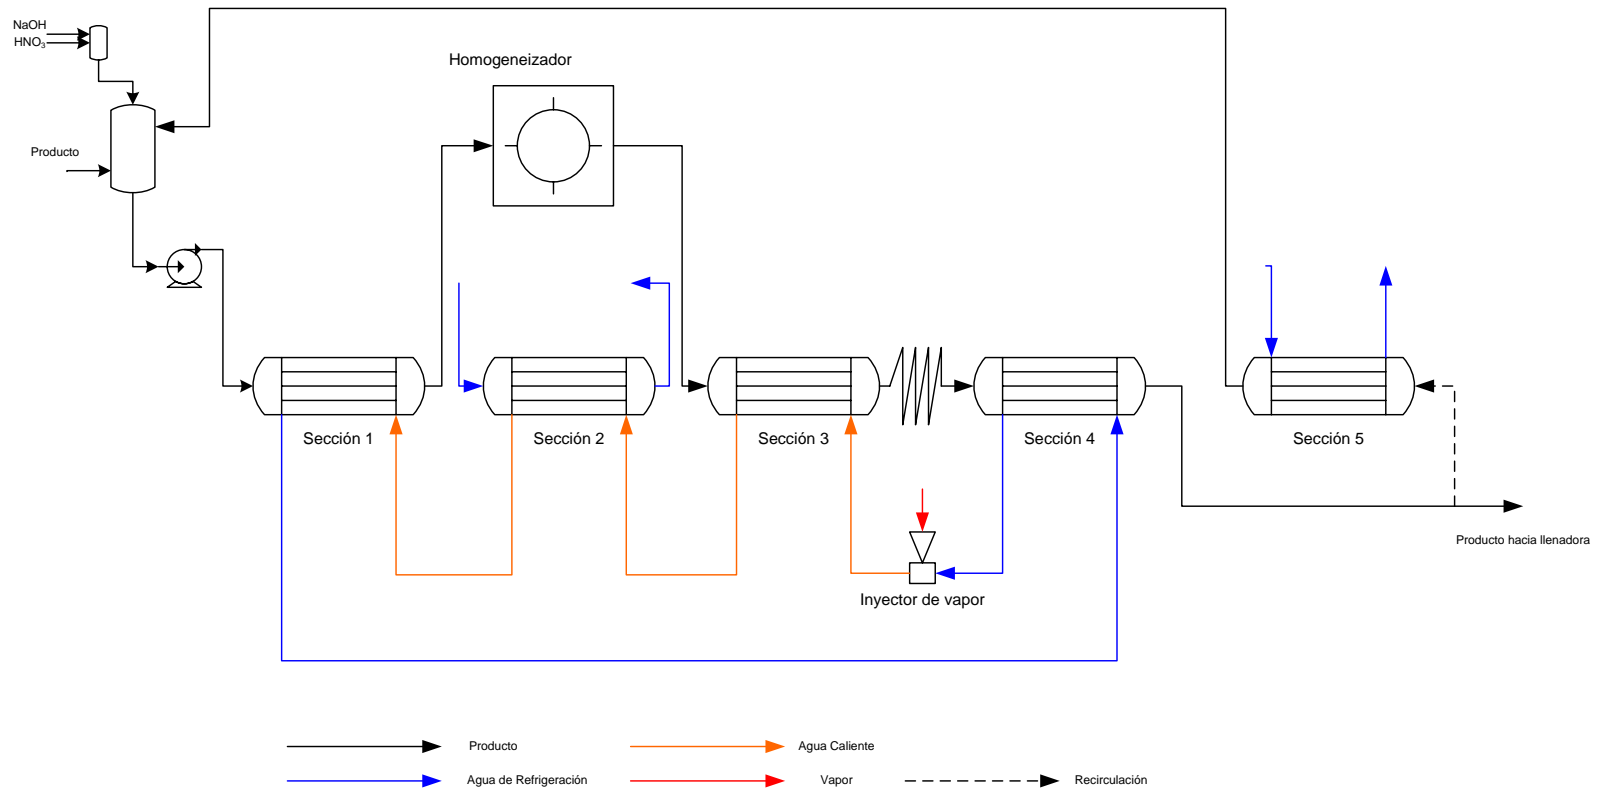 NaOH
HNO₃
Homogeneizador
Producto
Sección 1
Sección 2
Sección 3
Sección 4
Sección 5
Producto hacia llenadora
Inyector de vapor
Producto
Agua Caliente
Agua de Refrigeración
Vapor
Recirculación